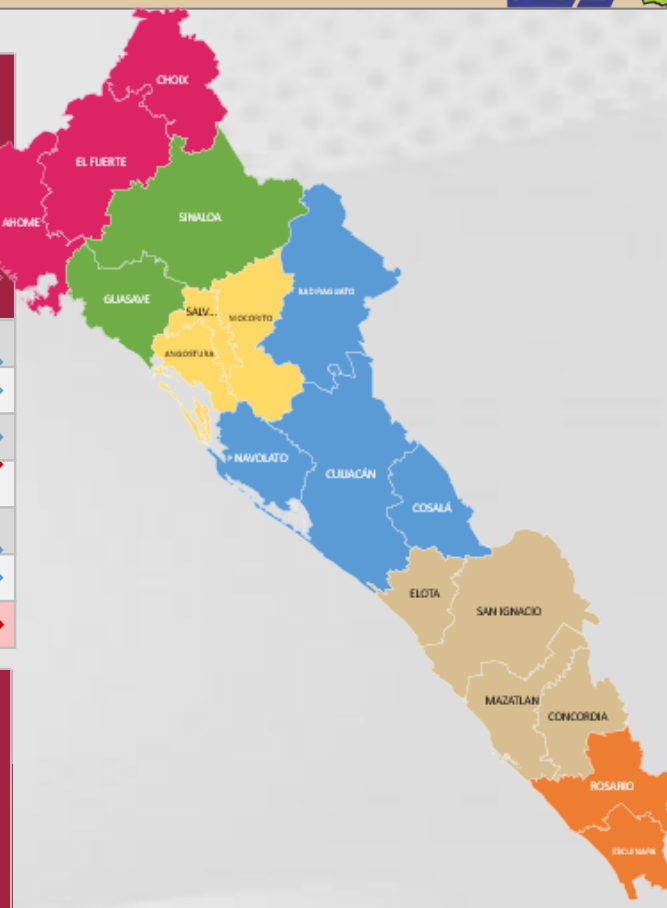 CHOIX
EL FUERTE
AHOME
SINALOA
GUASAVE
BADIRAGUATO
SALV...
MOCORITO
ANGOSTURA
NAVOLATO
CULIACÁN
COSALÁ
ELOTA
SAN IGNACIO
MAZATLAN
CONCORDIA
ROSARIO
ESCUINAPA